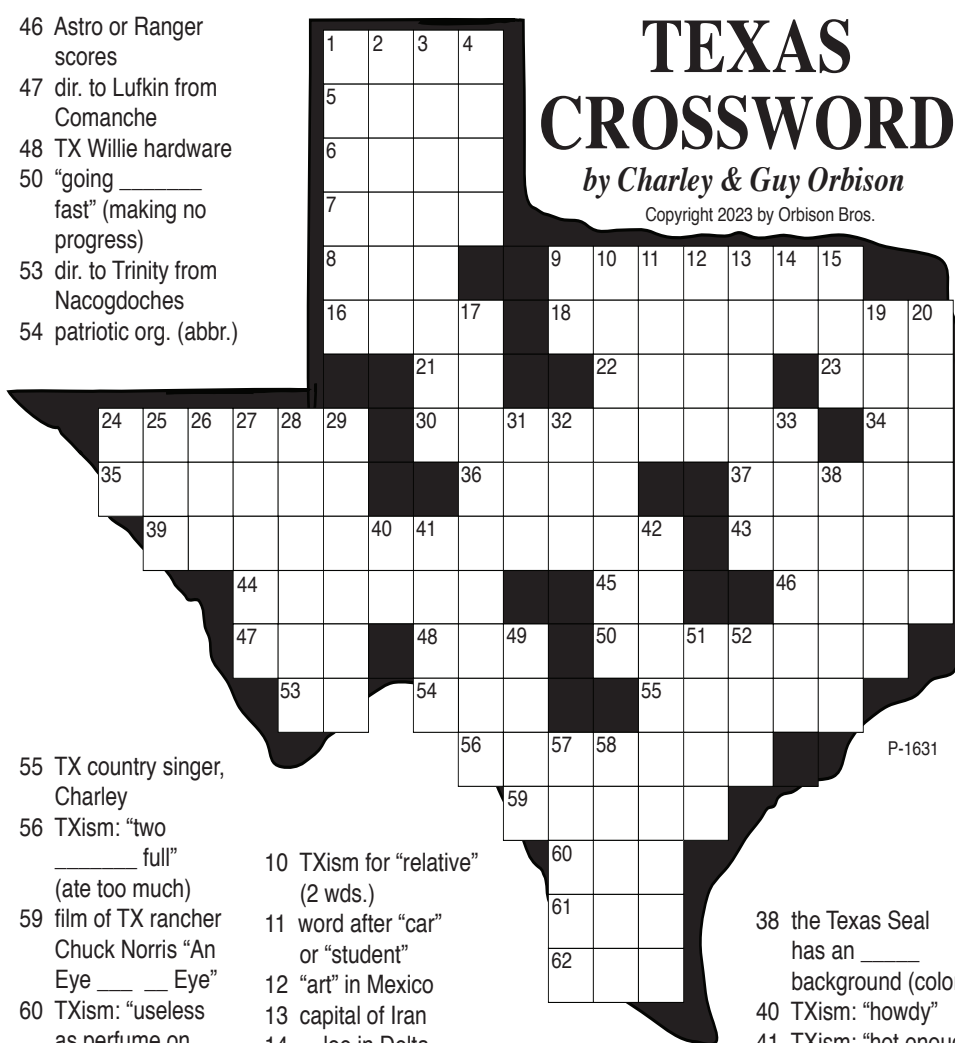 46 Astro or Ranger
scores
47 dir. to Lufkin from
Comanche
48 TX Willie hardware
50 “going _______
fast” (making no
progress)
53 dir. to Trinity from
Nacogdoches
54 patriotic org. (abbr.)
TEXAS
CROSSWORD
by Charley & Guy Orbison
Copyright 2023 by Orbison Bros.
1 2 3 4
5
6
7
8 9 10 11 12 13 14 15
16 17 18 19 20
21 22 23
24 25 26 27 28 29 30 31 32 33 34
35 36 37 38
39 40 41 42 43
44 45 46
47 48 49 50 51 52
53 54 55
56 57 58
59
60
61
62
P-1631
55 TX country singer,
Charley
56 TXism: “two
_______ full”
(ate too much)
59 film of TX rancher
Chuck Norris “An
Eye ___ __ Eye”
60 TXism: “useless
as perfume on
10 TXism for “relative”
(2 wds.)
11 word after “car”
or “student”
12 “art” in Mexico
13 capital of Iran
38 the Texas Seal
has an _____
background
40 TXism: “howdy”